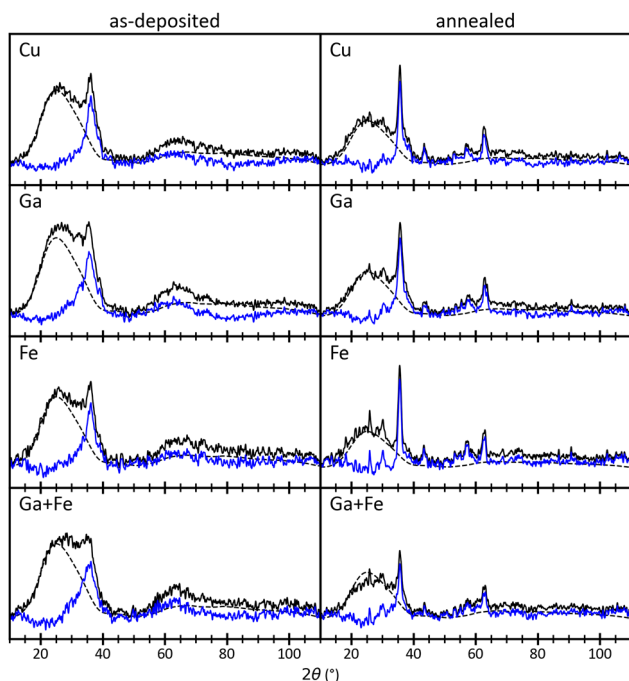 as-deposited annealed
Cu Cu
Ga Ga
Fe Fe
Ga+Fe Ga+Fe
20 40 60 80 100 20 40 60 80 100
2θ (°)